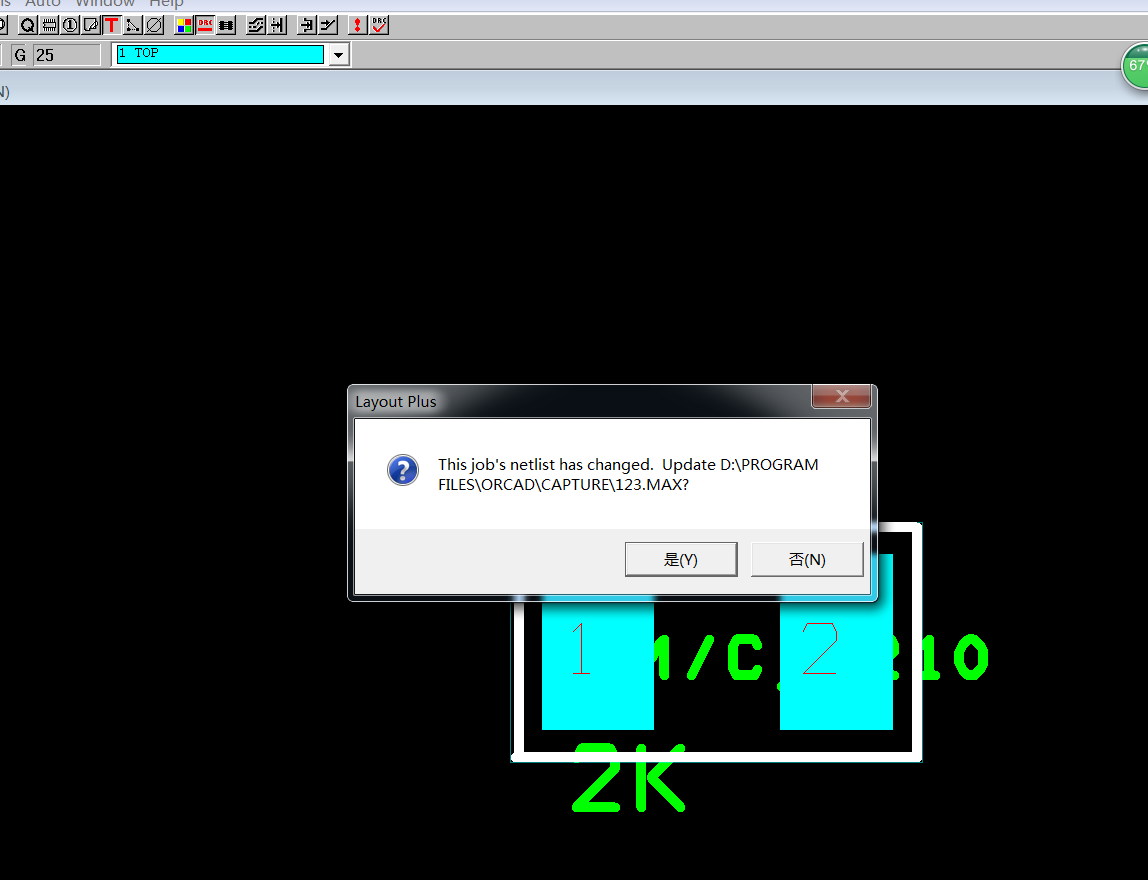 Auto Window Help
G 25 1 TOP
67
N)
Layout Plus
This job's netlist has changed. Update D:\PROGRAM
FILES\ORCAD\CAPTURE\123.MAX?
是(Y) 否(N)
1 2
/C 210
2K